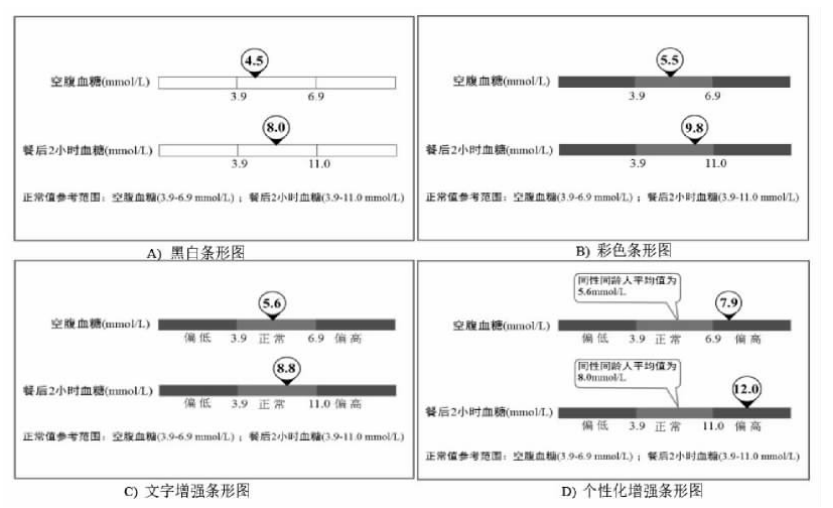 4.5
空腹血糖(mmol/L)
3.9 6.9
8.0
餐后2小时血糖(mmol/L)
3.9 11.0
正常值参考范围：空腹血糖(3.9-6.9 mmol/L)；餐后2小时血糖(3.9-11.0 mmol/L)
A) 黑白条形图
5.5
空腹血糖(mmol/L)
3.9 6.9
9.8
餐后2小时血糖(mmol/L)
3.9 11.0
正常值参考范围：空腹血糖(3.9-6.9 mmol/L)；餐后2小时血糖(3.9-11.0 mmol/L)
B) 彩色条形图
5.6
空腹血糖(mmol/L)
偏低 3.9 正常 6.9 偏高
8.8
餐后2小时血糖(mmol/L)
偏低 3.9 正常 11.0 偏高
正常值参考范围：空腹血糖(3.9-6.9 mmol/L)；餐后2小时血糖(3.9-11.0 mmol/L)
C) 文字增强条形图
同性同龄人平均值为
5.6mmol/L
7.9
空腹血糖(mmol/L)
偏低 3.9 正常 6.9 偏高
同性同龄人平均值为
8.0mmol/L
12.0
餐后2小时血糖(mmol/L)
偏低 3.9 正常 11.0 偏高
正常值参考范围：空腹血糖(3.9-6.9 mmol/L)；餐后2小时血糖(3.9-11.0 mmol/L)
D) 个性化增强条形图